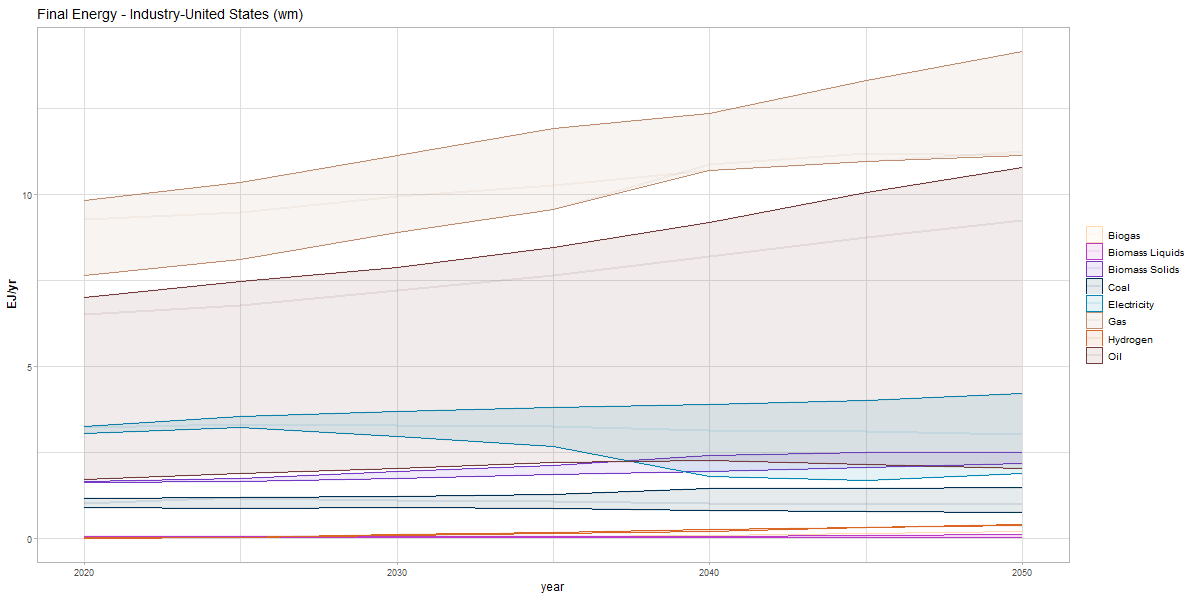 Final Energy - Industry-United States (wm)
EJ/yr
10
5
0
2020
2030
2040
2050
year
Biogas
Biomass Liquids
Biomass Solids
Coal
Electricity
Gas
Hydrogen
Oil